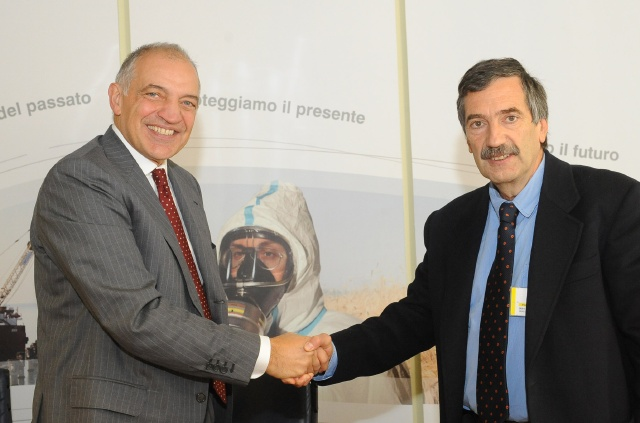 del passato
teggiamo il presente
o il futuro